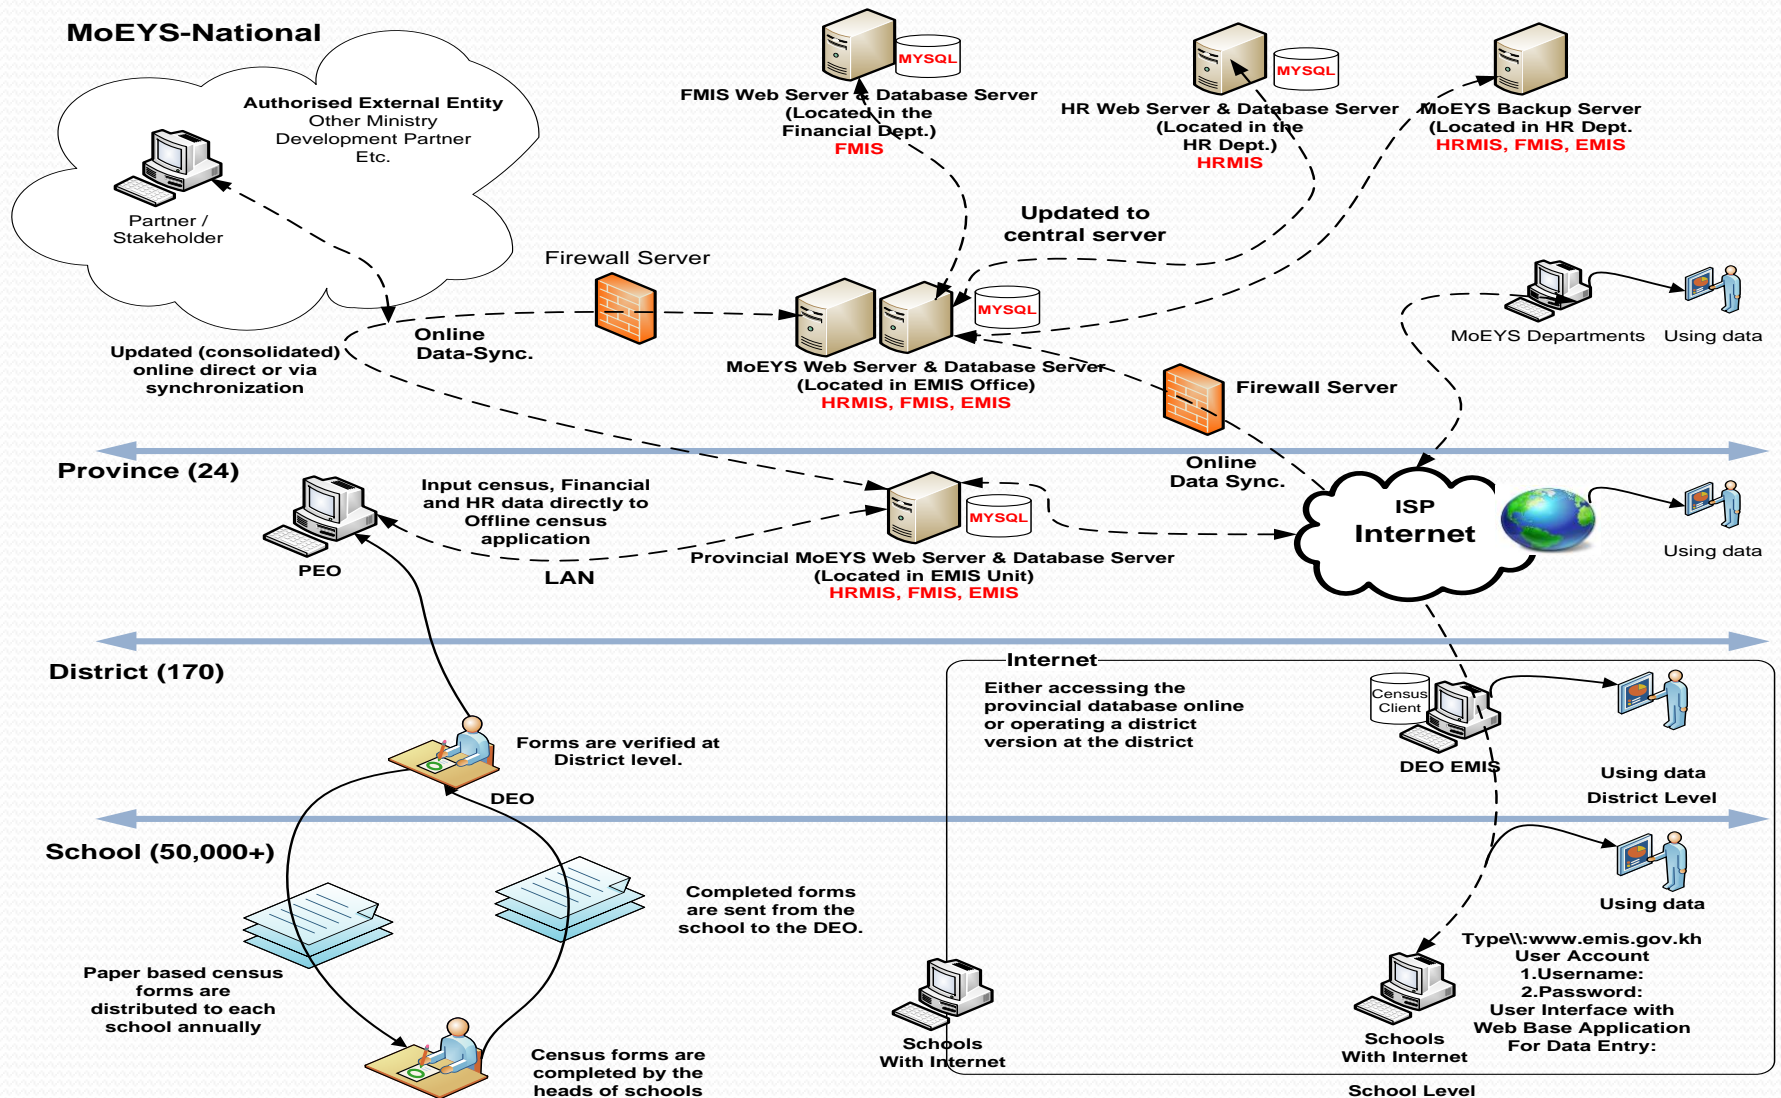 MoEYS-National
Authorised External Entity
Other Ministry
Development Partner
Etc.
Partner /
Stakeholder
MYSQL
FMIS Web Server & Database Server
(Located in the
Financial Dept.)
FMIS
MYSQL
HR Web Server & Database Server
(Located in the
HR Dept.)
HRMIS
MoEYS Backup Server
(Located in HR Dept.
HRMIS, FMIS, EMIS
Updated to
central server
Firewall Server
Online
Data-Sync.
Updated (consolidated)
online direct or via
synchronization
MYSQL
MoEYS Web Server & Database Server
(Located in EMIS Office)
HRMIS, FMIS, EMIS
Firewall Server
MoEYS Departments
Using data
Province (24)
PEO
Input census, Financial
and HR data directly to
Offline census
application
LAN
MYSQL
Provincial MoEYS Web Server & Database Server
(Located in EMIS Unit)
HRMIS, FMIS, EMIS
Online
Data Sync.
ISP
Internet
Using data
District (170)
Forms are verified at
District level.
DEO
Internet
Either accessing the
provincial database online
or operating a district
version at the district
Census
Client
DEO EMIS
Using data
District Level
School (50,000+)
Paper based census
forms are
distributed to each
school annually
Completed forms
are sent from the
school to the DEO.
Census forms are
completed by the
heads of schools
Schools
With Internet
Schools
With Internet
Using data
Type\\:www.emis.gov.kh
User Account
1.Username:
2.Password:
User Interface with
Web Base Application
For Data Entry:
School Level